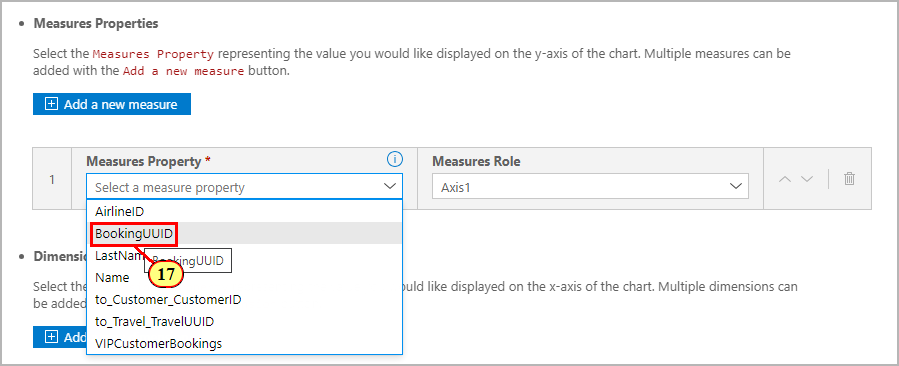 Measures Properties
Select the Measures Property representing the value you would like displayed on the y-axis of the chart. Multiple measures can be
added with the Add a new measure button.
Add a new measure
Measures Property *
Measures Role
1
Select a measure property
Axis1
AirlineID
BookingUUID
LastNam
BookingUUID
17
Name
to_Customer_CustomerID
to_Travel_TravelUUID
VIPCustomerBookings
Dimensi
Select the
ould like displayed on the x-axis of the chart. Multiple dimensions can
be added
Add